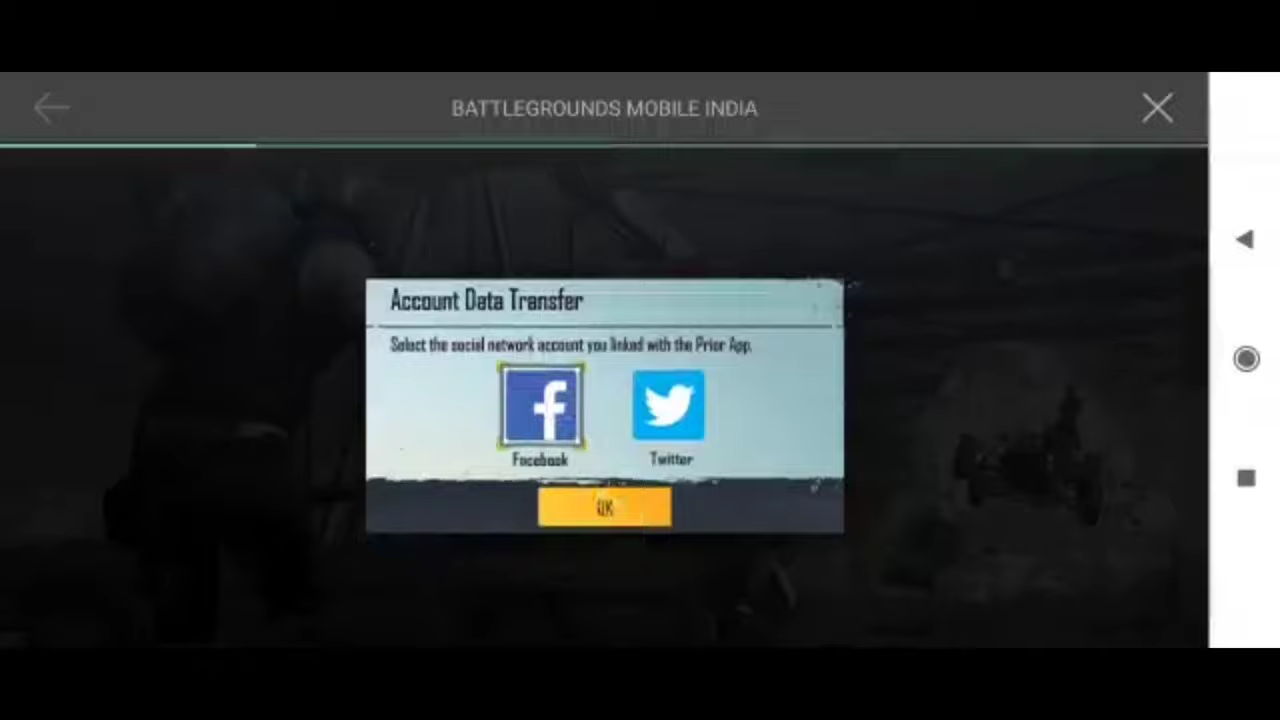 BATTLEGROUNDS MOBILE INDIA
Account Data Transfer
Select the social network account you linked with the Prior App.
Facebook Twitter
OK